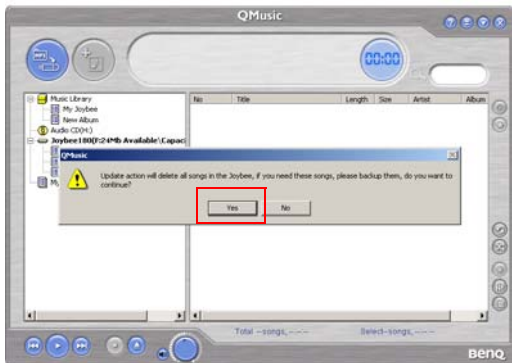 QMusic
MP3
00:00
Music Library
My Joybee
New Album
Audio CD(H:)
Joybee180(F:24Mb Available\Capaci
No Title Length Size Artist Album
QMusic
Update action will delete all songs in the Joybee, if you need these songs, please backup them, do you want to
continue?
Yes No
Total --songs,--:--:-- Select--songs,--:--:--
BenQ